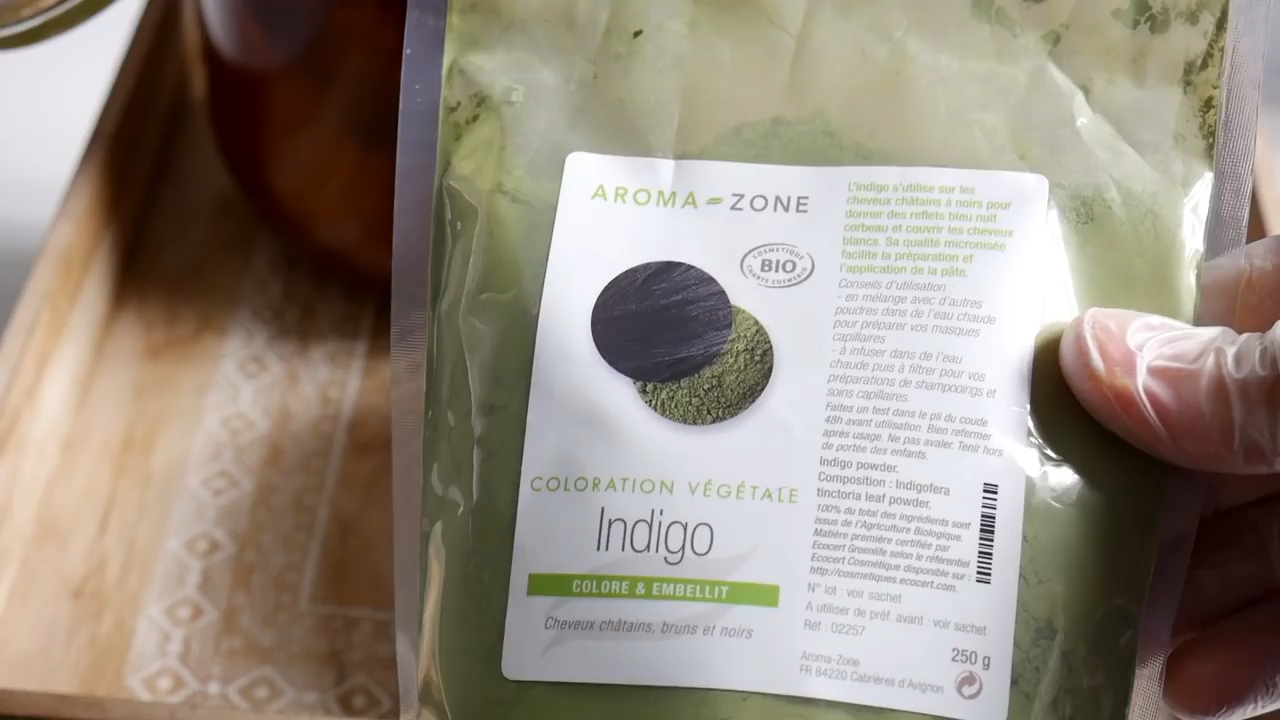 AROMA ZONE
COSMETIQUE
BIO
CHARTE COSMEBIO
COLORATION VÉGÉTALE
Indigo
COLORE & EMBELLIT
Cheveux châtains, bruns et noirs
L'indigo s'utilise sur les
cheveux châtains à noirs pour
donner des reflets bleu nuit
corbeau et couvrir les cheveux
blancs. Sa qualité micronisée
facilite la préparation et
l'application de la pâte.
Conseils d'utilisation :
- en mélange avec d'autres
poudres dans de l'eau chaude
pour préparer vos masques
capillaires
- à infuser dans de l'eau
chaude puis à filtrer pour vos
préparations de shampooings et
soins capillaires.
Faites un test dans le pli du coude
48h avant utilisation. Bien refermer
après usage. Ne pas avaler. Tenir hors
de portée des enfants.
Indigo powder.
Composition : Indigofera
tinctoria leaf powder.
100% du total des ingrédients sont
issus de l'Agriculture Biologique.
Matière première certifiée par
Ecocert Greenlife selon le référentiel
Ecocert Cosmétique disponible sur :
http://cosmetiques.ecocert.com.
N° lot : voir sachet
A utiliser de préf. avant : voir sachet
Réf : 02257
250 g
Aroma-Zone
FR 84220 Cabrières d'Avignon